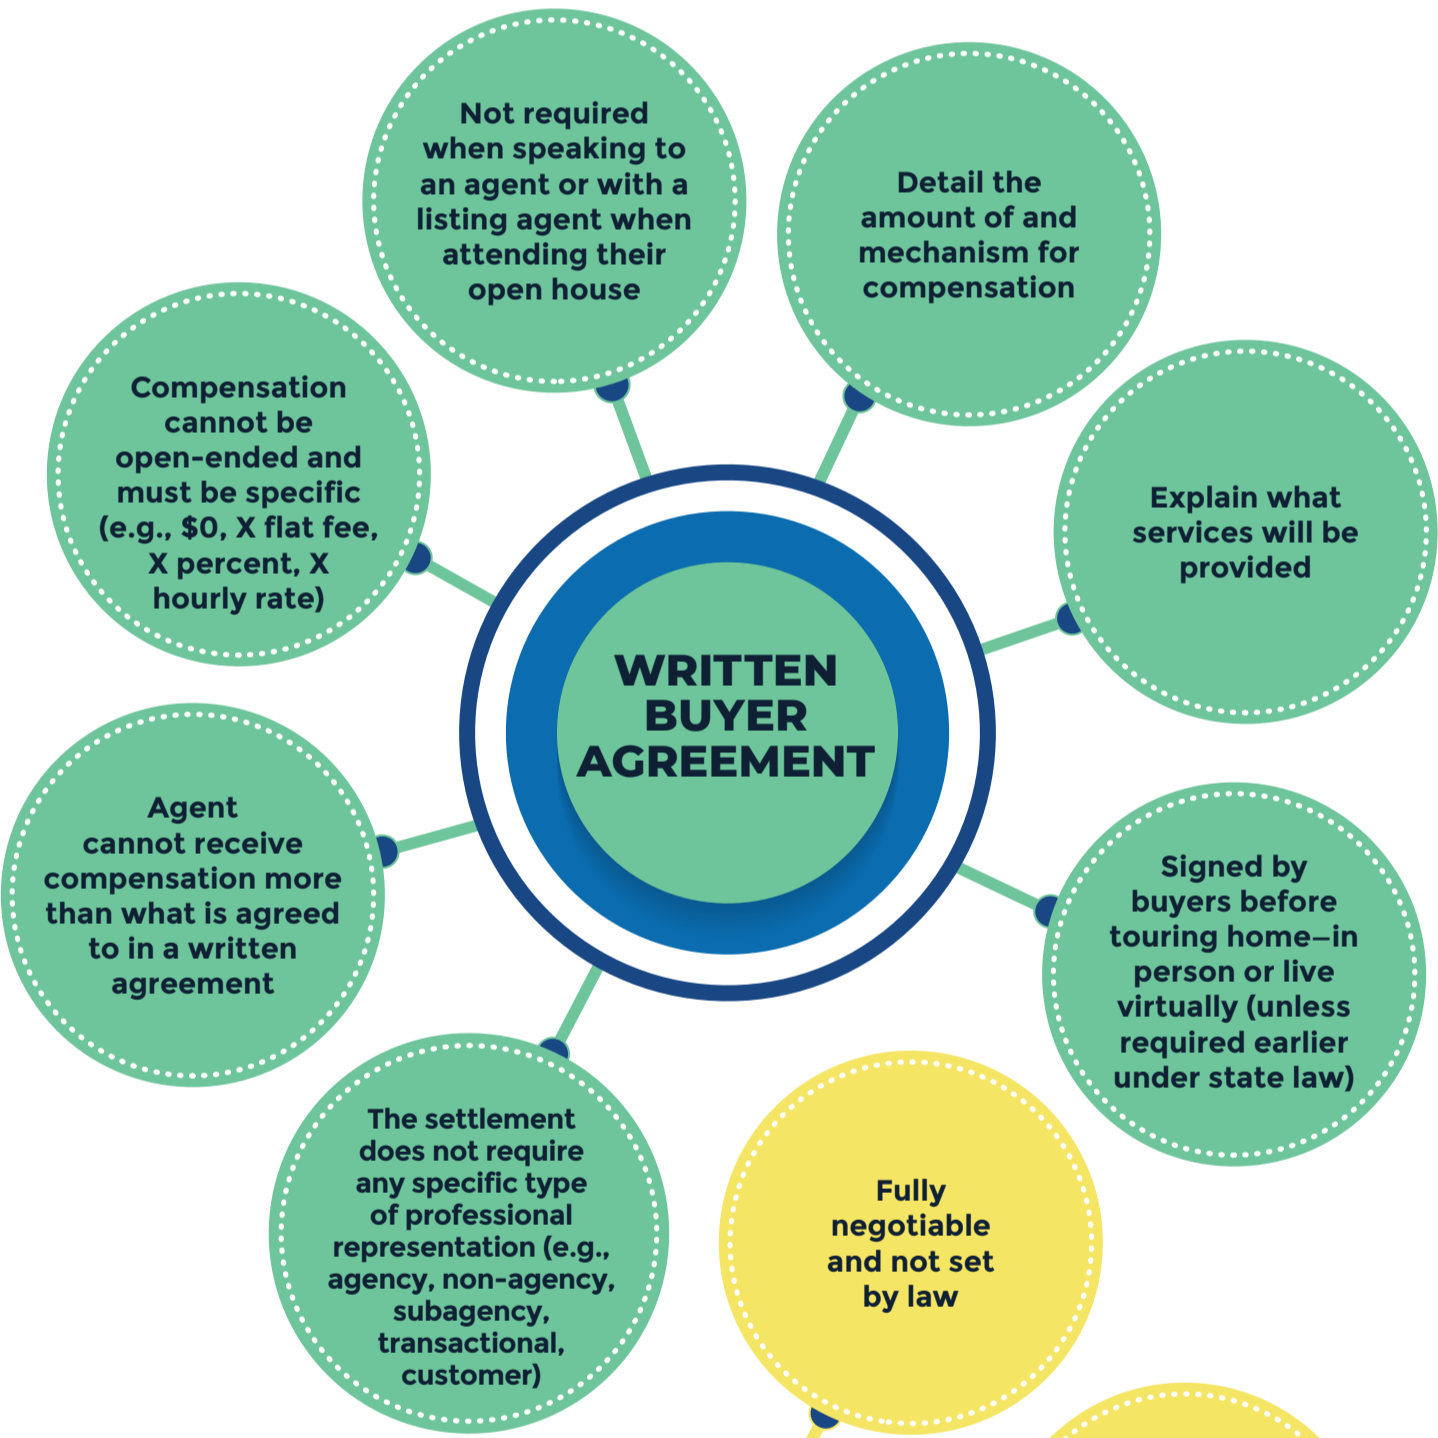 Not required
when speaking to
an agent or with a
listing agent when
attending their
open house
Detail the
amount of and
mechanism for
compensation
Compensation
cannot be
open-ended and
must be specific
(e.g., $0, X flat fee,
X percent, X
hourly rate)
Explain what
services will be
provided
WRITTEN
BUYER
AGREEMENT
Agent
cannot receive
compensation more
than what is agreed
to in a written
agreement
Signed by
buyers before
touring home—in
person or live
virtually (unless
required earlier
under state law)
The settlement
does not require
any specific type
of professional
representation (e.g.,
agency, non-agency,
subagency,
transactional,
customer)
Fully
negotiable
and not set
by law